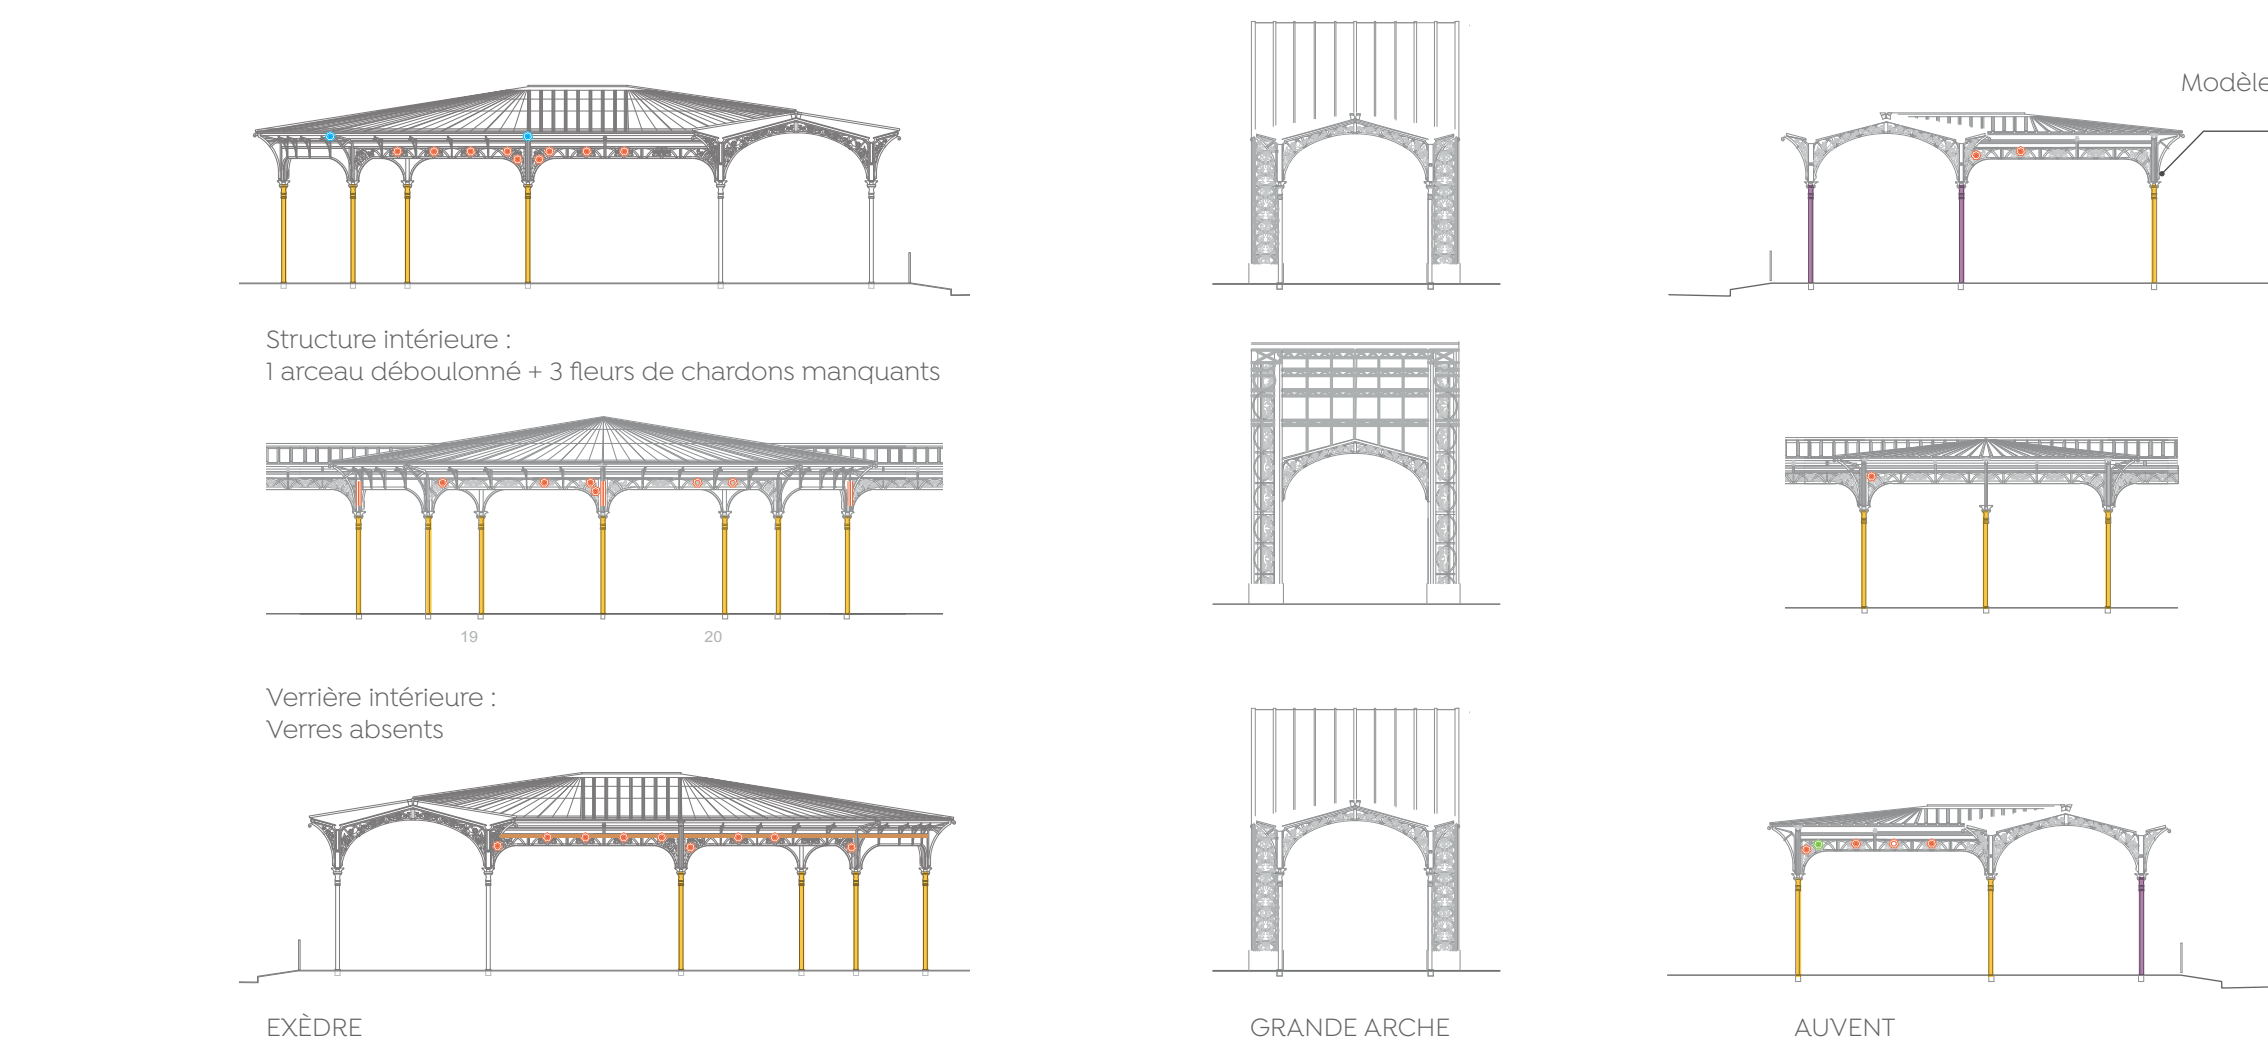 Modèle
Structure intérieure :
1 arceau déboulonné + 3 fleurs de chardons manquants
19
20
Verrière intérieure :
Verres absents
EXÈDRE
GRANDE ARCHE
AUVENT